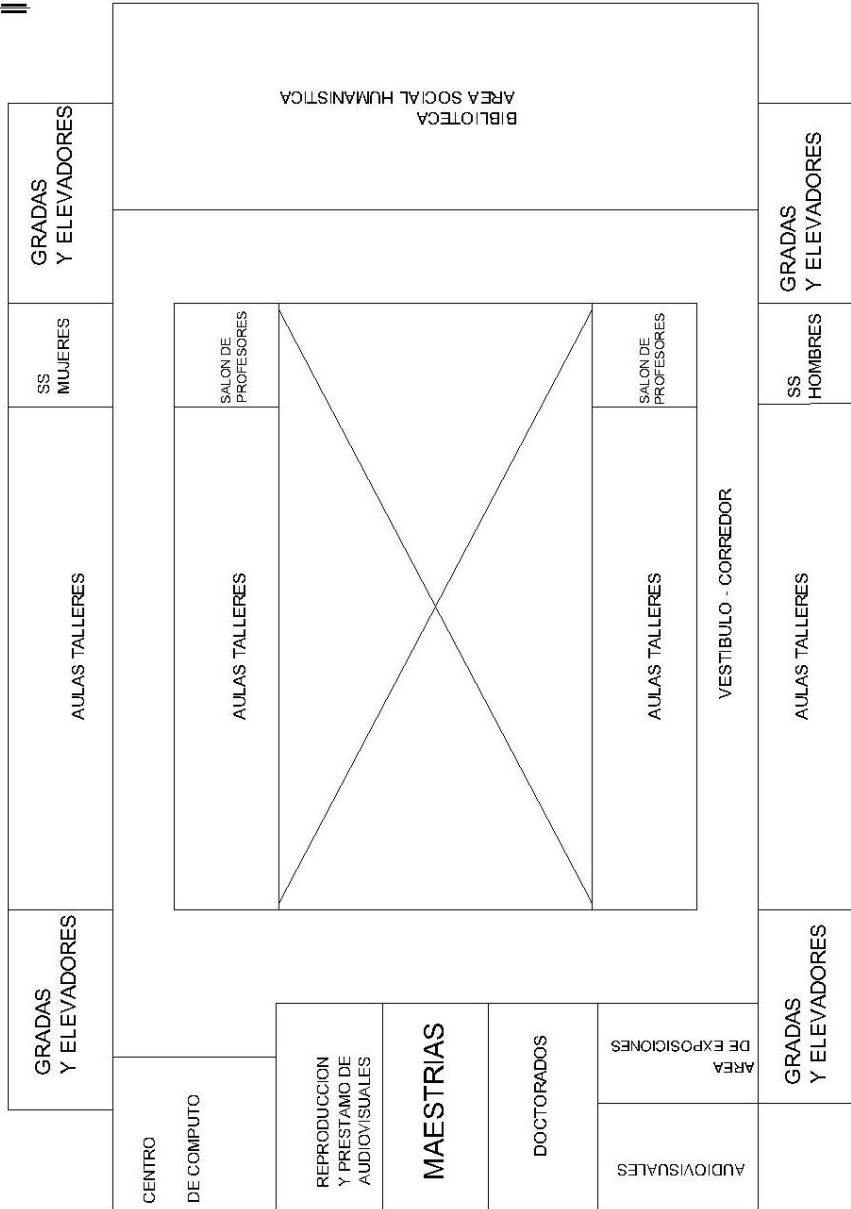 BIBLIOTECA
AREA SOCIAL HUMANISTICA
GRADAS
Y ELEVADORES
GRADAS
Y ELEVADORES
SS
MUJERES
SALON DE
PROFESORES
SALON DE
PROFESORES
SS
HOMBRES
AULAS TALLERES
AULAS TALLERES
AULAS TALLERES
VESTIBULO - CORREDOR
AULAS TALLERES
GRADAS
Y ELEVADORES
GRADAS
Y ELEVADORES
CENTRO
DE COMPUTO
REPRODUCCION
Y PRESTAMO DE
AUDIOVISUALES
MAESTRIAS
DOCTORADOS
AREA
DE EXPOSICIONES
AUDIOVISUALES